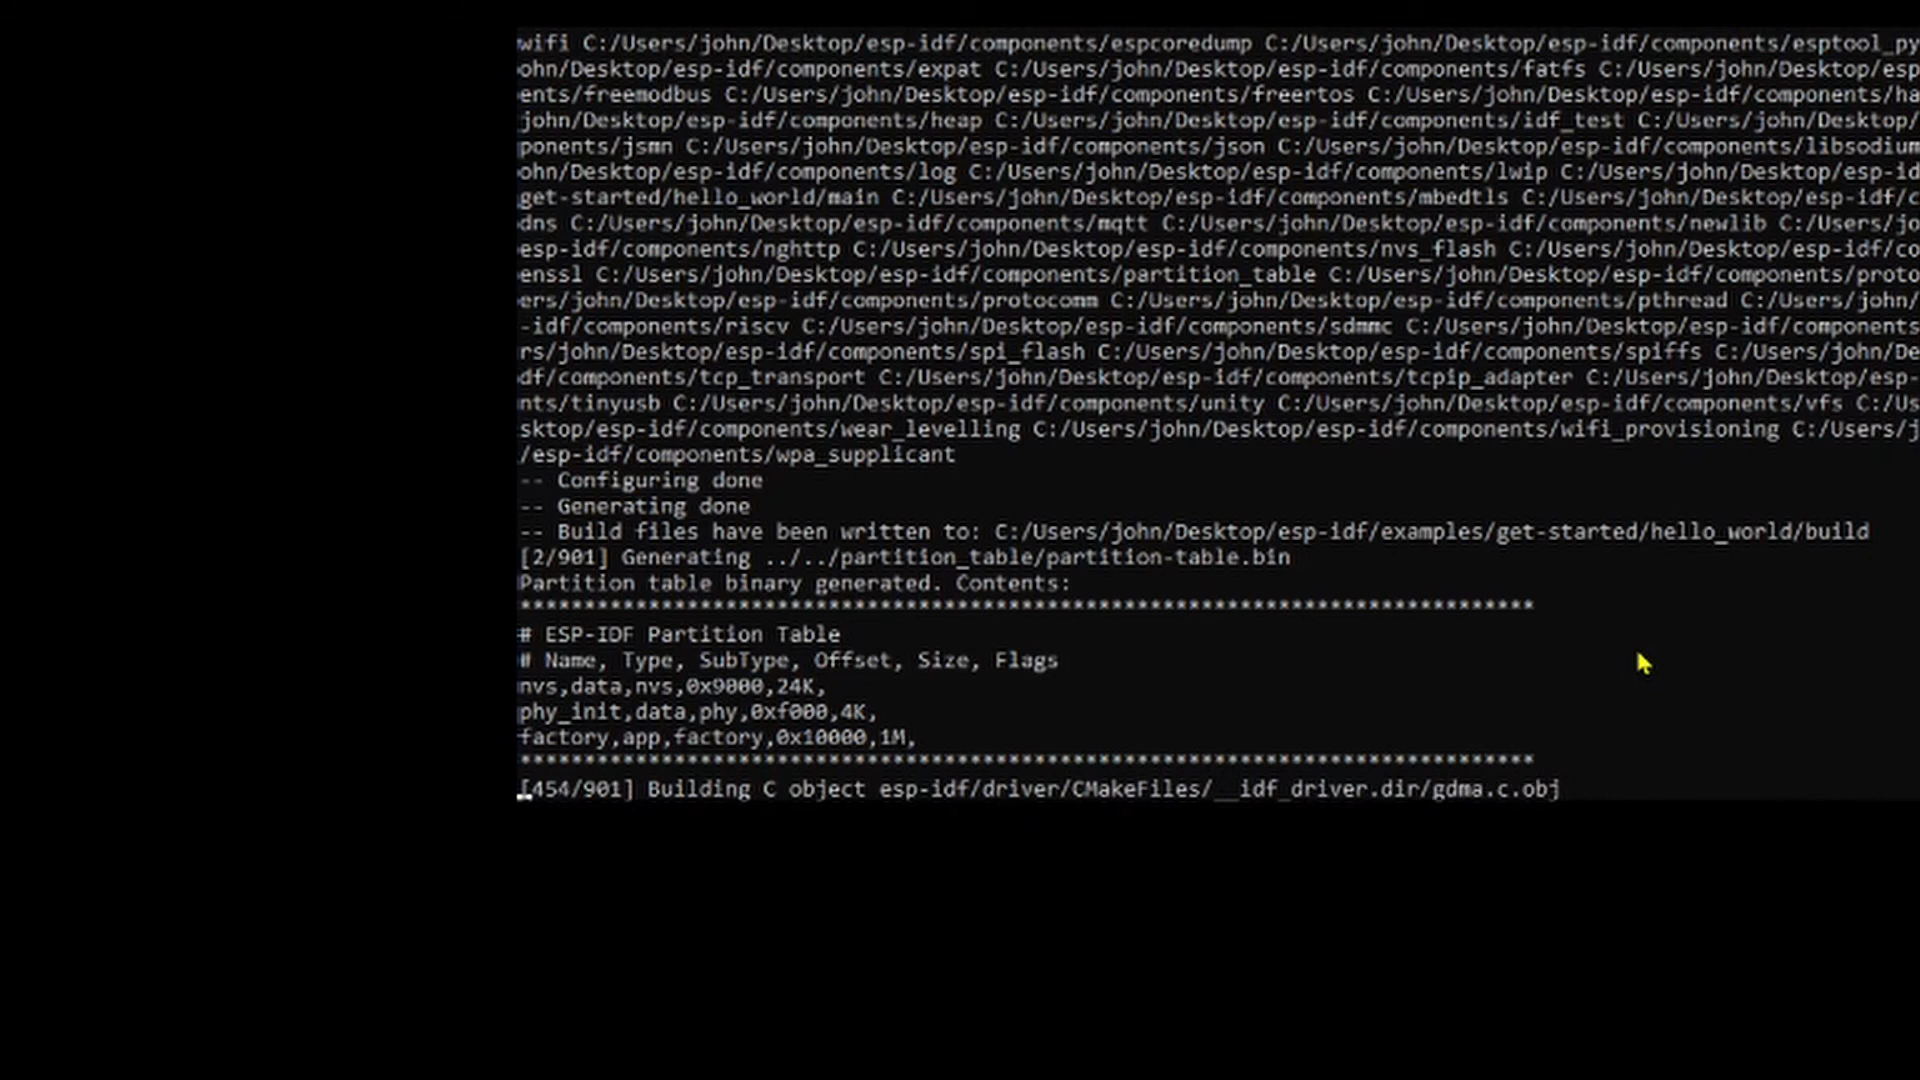 wifi C:/Users/john/Desktop/esp-idf/components/espcoredump C:/Users/john/Desktop/esp-idf/components/esptool_py
ohn/Desktop/esp-idf/components/expat C:/Users/john/Desktop/esp-idf/components/fatfs C:/Users/john/Desktop/esp
ents/freemodbus C:/Users/john/Desktop/esp-idf/components/freertos C:/Users/john/Desktop/esp-idf/components/ha
john/Desktop/esp-idf/components/heap C:/Users/john/Desktop/esp-idf/components/idf_test C:/Users/john/Desktop/
ponents/jsmn C:/Users/john/Desktop/esp-idf/components/json C:/Users/john/Desktop/esp-idf/components/libsodium
ohn/Desktop/esp-idf/components/log C:/Users/john/Desktop/esp-idf/components/lwip C:/Users/john/Desktop/esp-id
get-started/hello_world/main C:/Users/john/Desktop/esp-idf/components/mbedtls C:/Users/john/Desktop/esp-idf/c
dns C:/Users/john/Desktop/esp-idf/components/mqtt C:/Users/john/Desktop/esp-idf/components/newlib C:/Users/jo
esp-idf/components/nghttp C:/Users/john/Desktop/esp-idf/components/nvs_flash C:/Users/john/Desktop/esp-idf/co
enssl C:/Users/john/Desktop/esp-idf/components/partition_table C:/Users/john/Desktop/esp-idf/components/proto
ers/john/Desktop/esp-idf/components/protocomm C:/Users/john/Desktop/esp-idf/components/pthread C:/Users/john/
-idf/components/riscv C:/Users/john/Desktop/esp-idf/components/sdmmc C:/Users/john/Desktop/esp-idf/components
rs/john/Desktop/esp-idf/components/spi_flash C:/Users/john/Desktop/esp-idf/components/spiffs C:/Users/john/De
df/components/tcp_transport C:/Users/john/Desktop/esp-idf/components/tcpip_adapter C:/Users/john/Desktop/esp-
nts/tinyusb C:/Users/john/Desktop/esp-idf/components/unity C:/Users/john/Desktop/esp-idf/components/vfs C:/Us
sktop/esp-idf/components/wear_levelling C:/Users/john/Desktop/esp-idf/components/wifi_provisioning C:/Users/j
/esp-idf/components/wpa_supplicant
-- Configuring done
-- Generating done
-- Build files have been written to: C:/Users/john/Desktop/esp-idf/examples/get-started/hello_world/build
[2/901] Generating ../../partition_table/partition-table.bin
Partition table binary generated. Contents:
*******************************************************************************
# ESP-IDF Partition Table
# Name, Type, SubType, Offset, Size, Flags
nvs,data,nvs,0x9000,24K,
phy_init,data,phy,0xf000,4K,
factory,app,factory,0x10000,1M,
*******************************************************************************
[454/901] Building C object esp-idf/driver/CMakeFiles/__idf_driver.dir/gdma.c.obj